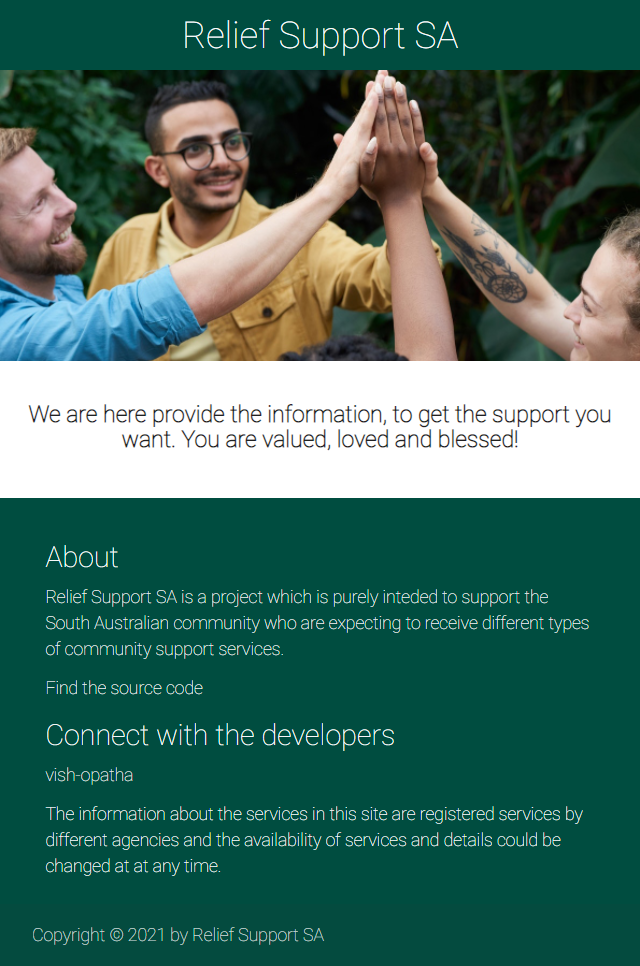 Relief Support SA
We are here provide the information, to get the support you
want. You are valued, loved and blessed!
About
Relief Support SA is a project which is purely inteded to support the
South Australian community who are expecting to receive different types
of community support services.
Find the source code
Connect with the developers
vish-opatha
The information about the services in this site are registered services by
different agencies and the availability of services and details could be
changed at at any time.
Copyright © 2021 by Relief Support SA